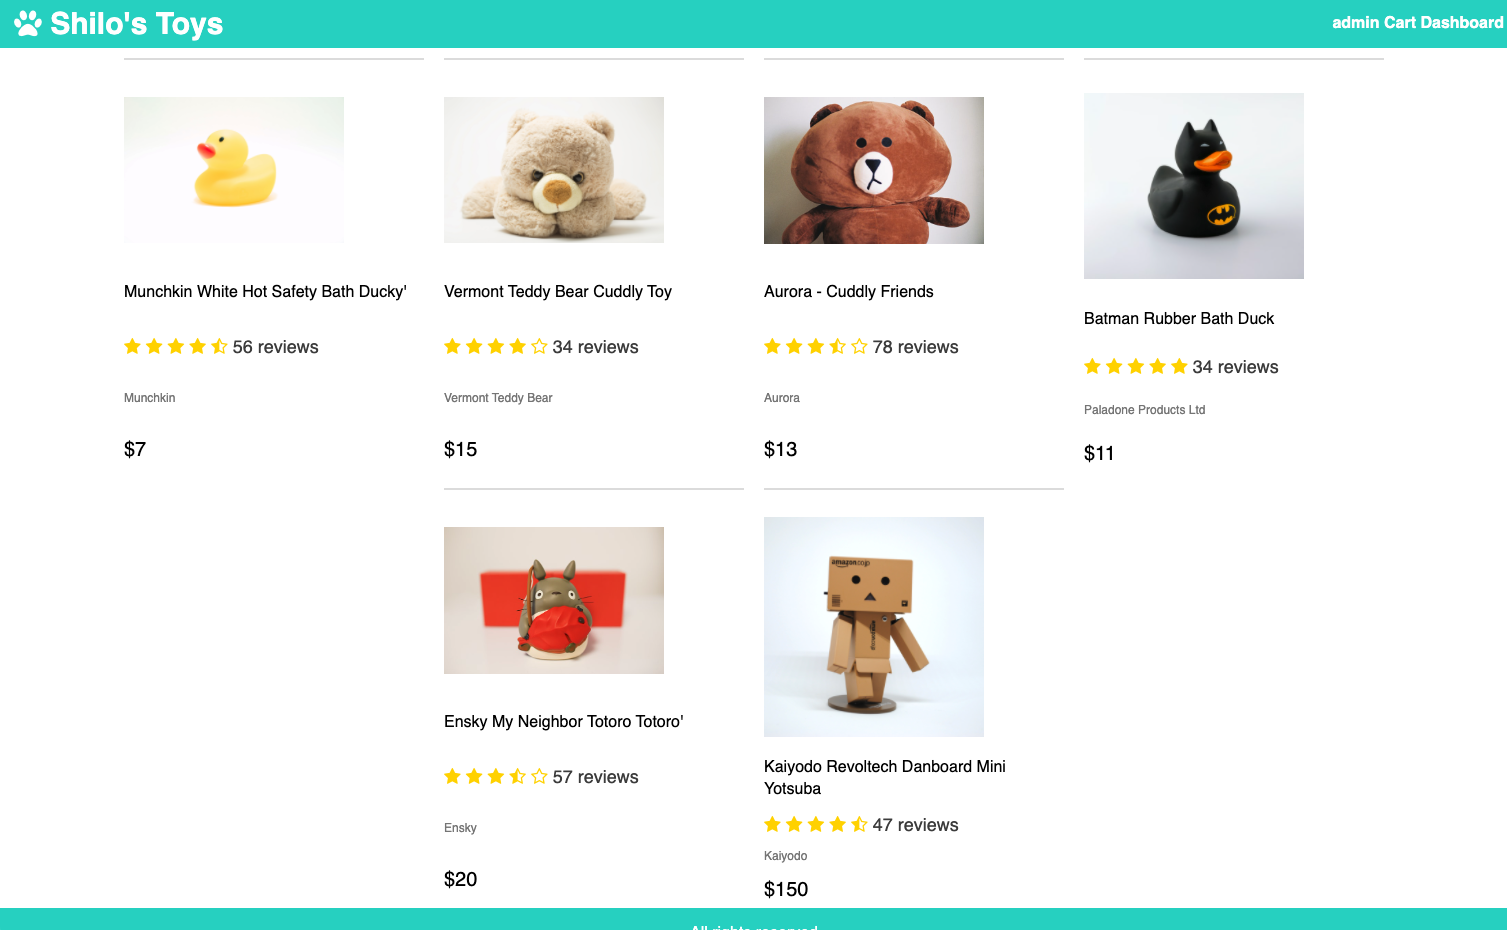 Shilo's Toys
admin Cart Dashboard
Munchkin White Hot Safety Bath Ducky'
56 reviews
Munchkin
$7
Vermont Teddy Bear Cuddly Toy
34 reviews
Vermont Teddy Bear
$15
Aurora - Cuddly Friends
78 reviews
Aurora
$13
Batman Rubber Bath Duck
34 reviews
Paladone Products Ltd
$11
Ensky My Neighbor Totoro Totoro'
57 reviews
Ensky
$20
Kaiyodo Revoltech Danboard Mini
Yotsuba
47 reviews
Kaiyodo
$150
All rights reserved